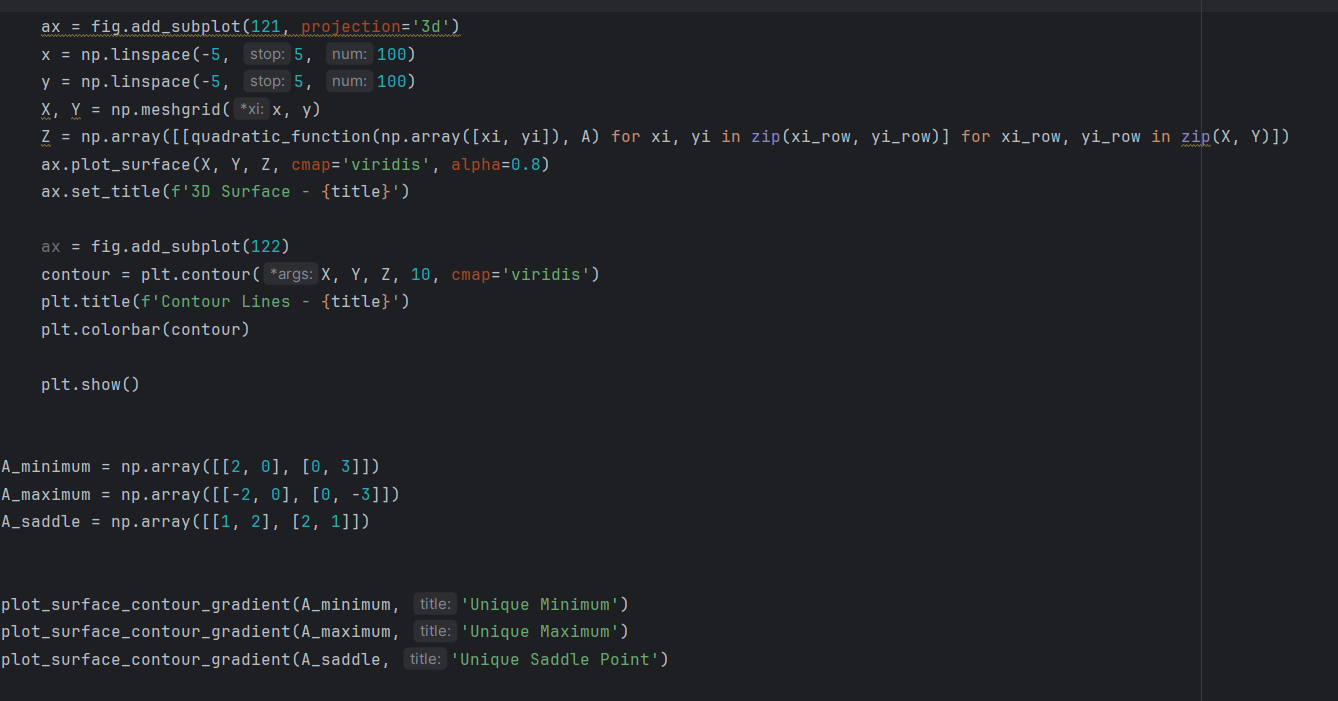 ax = fig.add_subplot(121, projection='3d')
x = np.linspace(-5, stop: 5, num: 100)
y = np.linspace(-5, stop: 5, num: 100)
X, Y = np.meshgrid( *xi: x, y)
Z = np.array([[quadratic_function(np.array([xi, yi]), A) for xi, yi in zip(xi_row, yi_row)] for xi_row, yi_row in zip(X, Y)])
ax.plot_surface(X, Y, Z, cmap='viridis', alpha=0.8)
ax.set_title(f'3D Surface - {title}')
ax = fig.add_subplot(122)
contour = plt.contour( *args: X, Y, Z, 10, cmap='viridis')
plt.title(f'Contour Lines - {title}')
plt.colorbar(contour)
plt.show()
A_minimum = np.array([[2, 0], [0, 3]])
A_maximum = np.array([[-2, 0], [0, -3]])
A_saddle = np.array([[1, 2], [2, 1]])
plot_surface_contour_gradient(A_minimum, title: 'Unique Minimum')
plot_surface_contour_gradient(A_maximum, title: 'Unique Maximum')
plot_surface_contour_gradient(A_saddle, title: 'Unique Saddle Point')